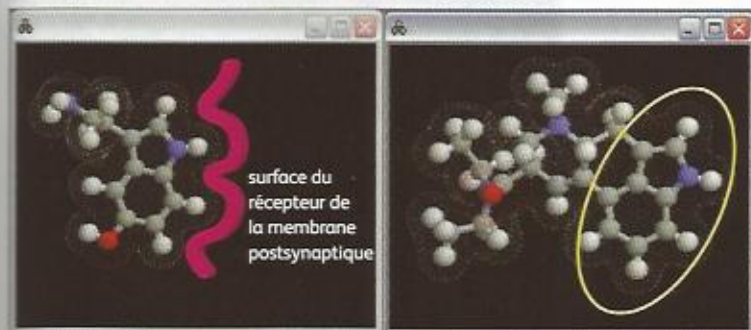 surface du
récepteur de
la membrane
postsynaptique